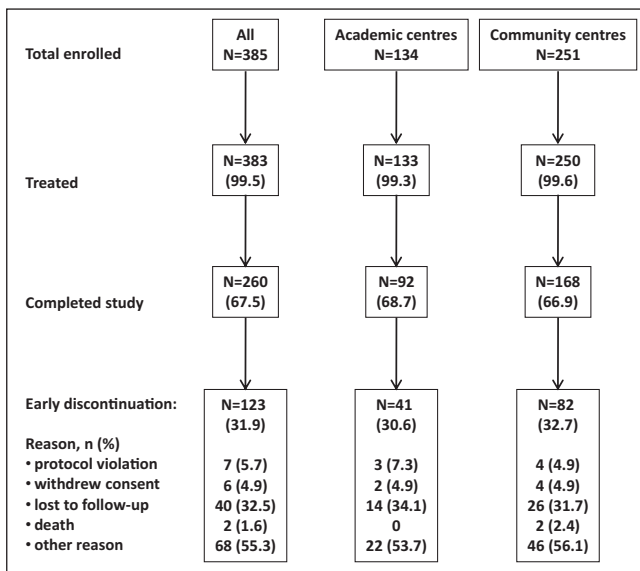 All Academic centres Community centres
Total enrolled N=385 N=134 N=251
N=383 N=133 N=250
Treated (99.5) (99.3) (99.6)
N=260 N=92 N=168
Completed study (67.5) (68.7) (66.9)
Early discontinuation: N=123 N=41 N=82
(31.9) (30.6) (32.7)
Reason, n (%)
• protocol violation 7 (5.7) 3 (7.3) 4 (4.9)
• withdrew consent 6 (4.9) 2 (4.9) 4 (4.9)
• lost to follow-up 40 (32.5) 14 (34.1) 26 (31.7)
• death 2 (1.6) 0 2 (2.4)
• other reason 68 (55.3) 22 (53.7) 46 (56.1)